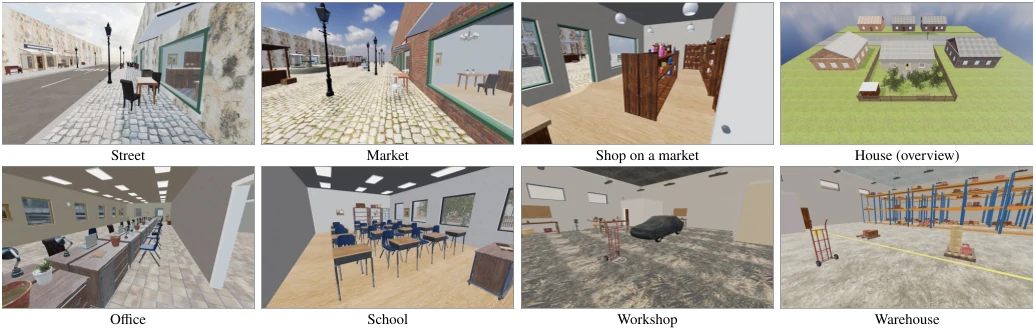 Street
Market
Shop on a market
House (overview)
Office
School
Workshop
Warehouse